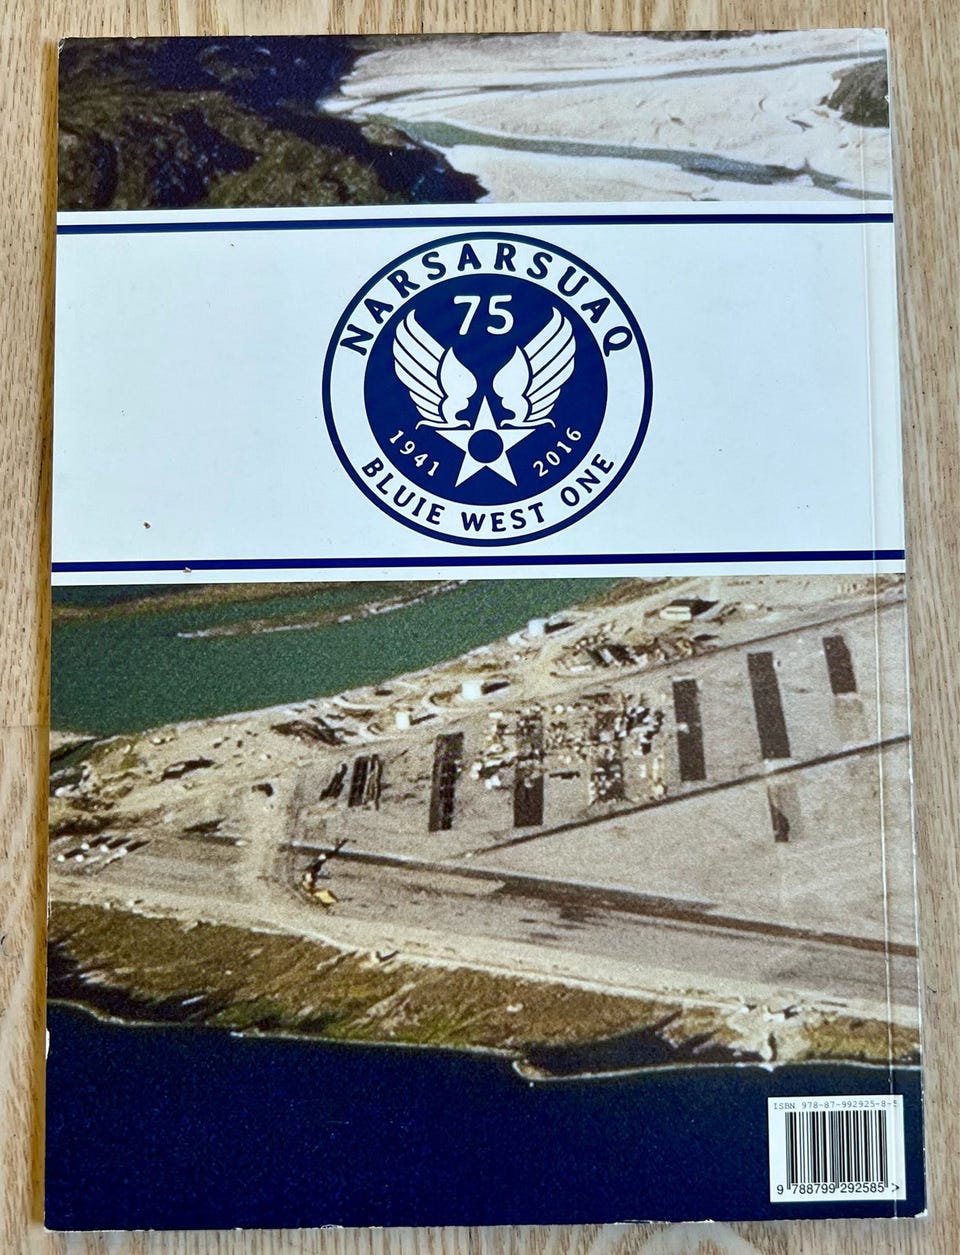 NARSARSUAQ
75
1941 2016
BLUIE WEST ONE
ISBN 978-87-992925-8-5
9 788799 292585 >